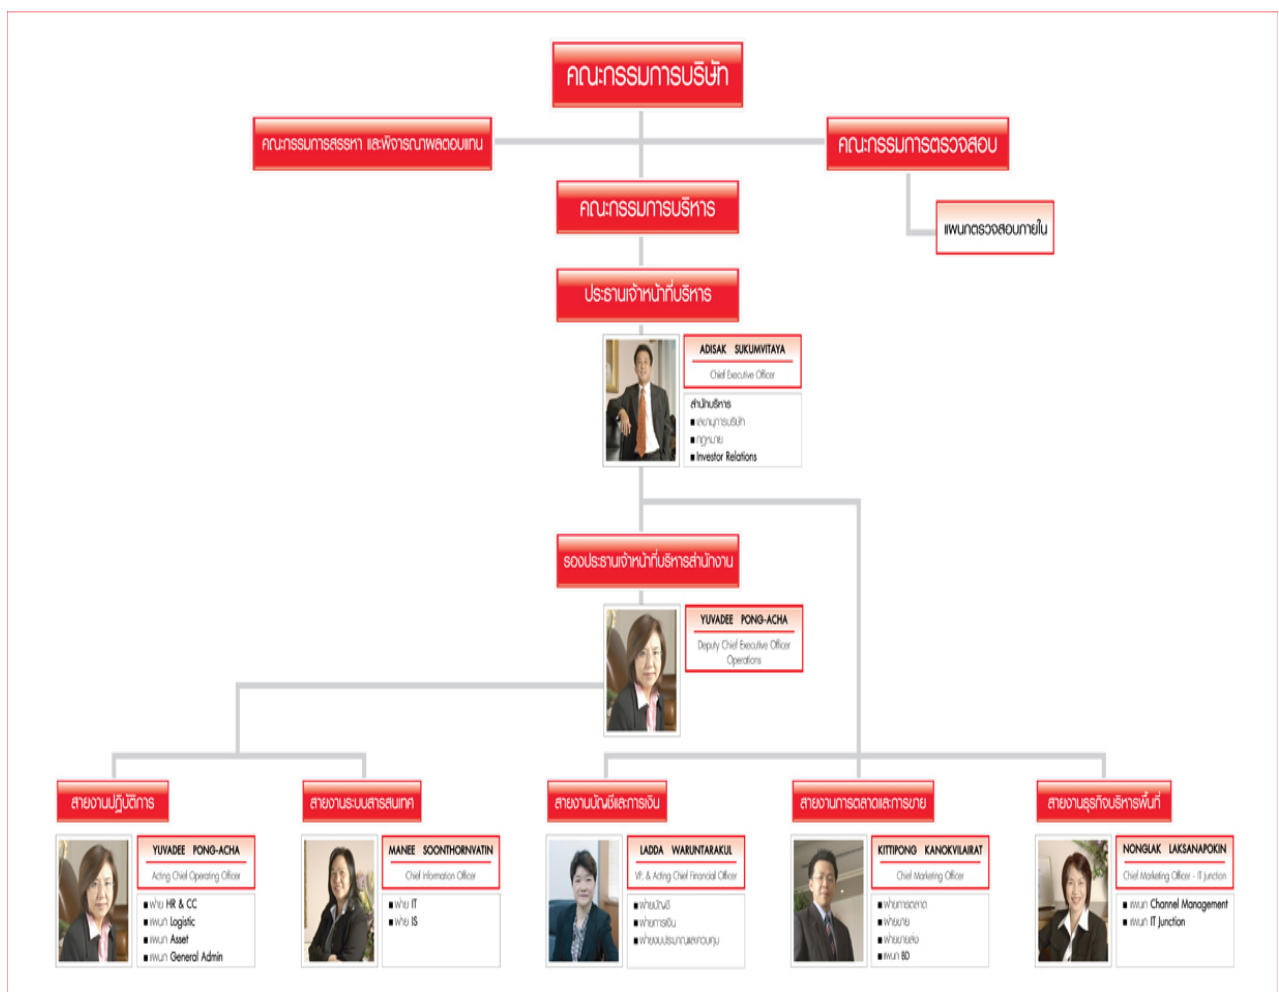 คณะกรรมการบริษัท
คณะกรรมการสรรหา และพิจารณาผลตอบแทน
คณะกรรมการตรวจสอบ
คณะกรรมการบริหาร
แผนกตรวจสอบภายใน
ประธานเจ้าหน้าที่บริหาร
ADISAK SUKUMVITAYA
Chief Executive Officer
สำนักบริหาร
■ เลขานุการบริษัท
■ กฎหมาย
■ Investor Relations
รองประธานเจ้าหน้าที่บริหารสำนักงาน
YUVADEE PONG-ACHA
Deputy Chief Executive Officer
Operations
สายงานปฏิบัติการ
YUVADEE PONG-ACHA
Acting Chief Operating Officer
■ ฝ่าย HR & CC
■ แผนก Logistic
■ แผนก Asset
■ แผนก General Admin
สายงานระบบสารสนเทศ
MANEE SOONTHORNVATIN
Chief Information Officer
■ ฝ่าย IT
■ ฝ่าย IS
สายงานบัญชีและการเงิน
LADDA WARUNTARAKUL
VP. & Acting Chief Financial Officer
■ ฝ่ายบัญชี
■ ฝ่ายการเงิน
■ ฝ่ายงบประมาณและควบคุม
สายงานการตลาดและการขาย
KITTIPONG KANOKVILAIRAT
Chief Marketing Officer
■ ฝ่ายการตลาด
■ ฝ่ายขาย
■ ฝ่ายขายส่ง
■ แผนก BD
สายงานธุรกิจบริหารพื้นที่
NONGLAK LAKSANAPOKIN
Chief Marketing Officer - IT Junction
■ แผนก Channel Management
■ แผนก IT Junction